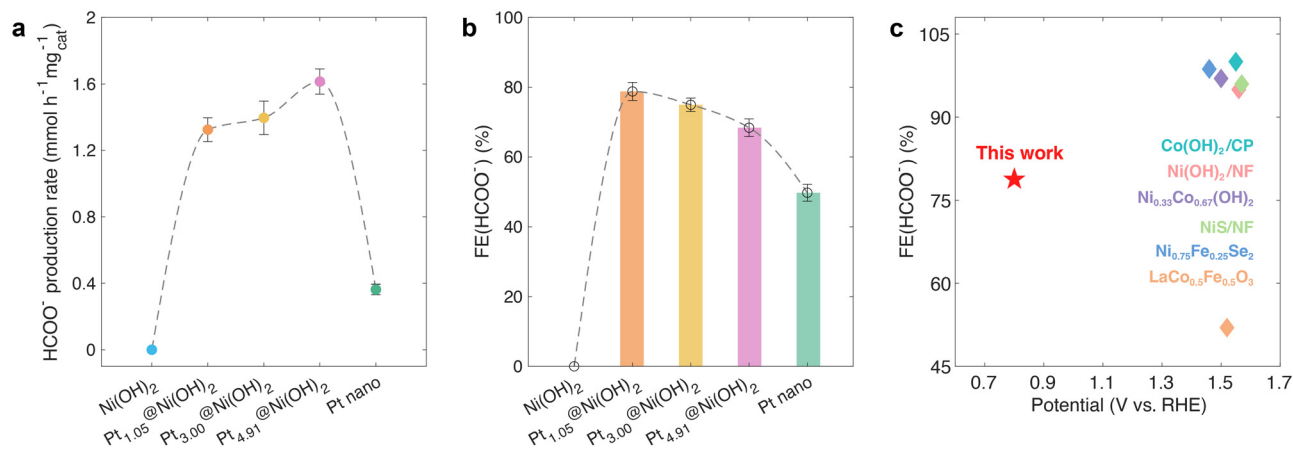 a
HCOO⁻ production rate (mmol h⁻¹mg⁻¹cat)
2
1.6
1.2
0.8
0.4
0
Ni(OH)₂
Pt₁.₀₅@Ni(OH)₂
Pt₃.₀₀@Ni(OH)₂
Pt₄.₉₁@Ni(OH)₂
Pt nano
b
FE(HCOO⁻) (%)
100
80
60
40
20
0
Ni(OH)₂
Pt₁.₀₅@Ni(OH)₂
Pt₃.₀₀@Ni(OH)₂
Pt₄.₉₁@Ni(OH)₂
Pt nano
c
FE(HCOO⁻) (%)
105
90
75
60
45
This work
Co(OH)₂/CP
Ni(OH)₂/NF
Ni₀.₃₃Co₀.₆₇(OH)₂
NiS/NF
Ni₀.₇₅Fe₀.₂₅Se₂
LaCo₀.₅Fe₀.₅O₃
0.7
0.9
1.1
1.3
1.5
1.7
Potential (V vs. RHE)